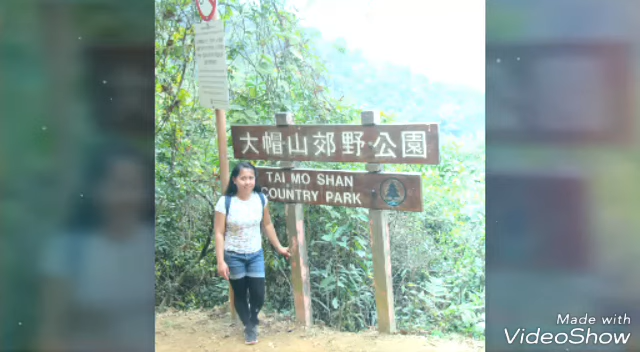 大帽山郊野公園
TAI MO SHAN
COUNTRY PARK
Made with
VideoShow